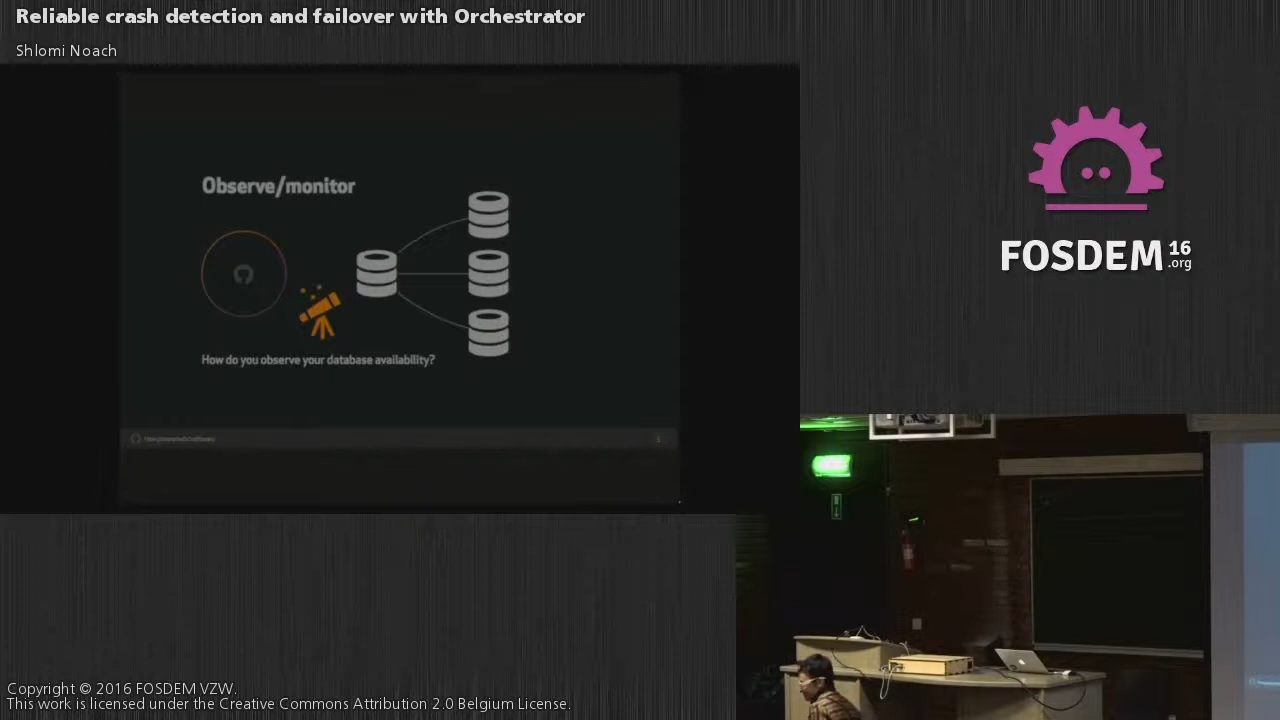 Reliable crash detection and failover with Orchestrator
Shlomi Noach
Observe/monitor
How do you observe your database availability?
FOSDEM 16
.org
Copyright © 2016 FOSDEM VZW.
This work is licensed under the Creative Commons Attribution 2.0 Belgium License.